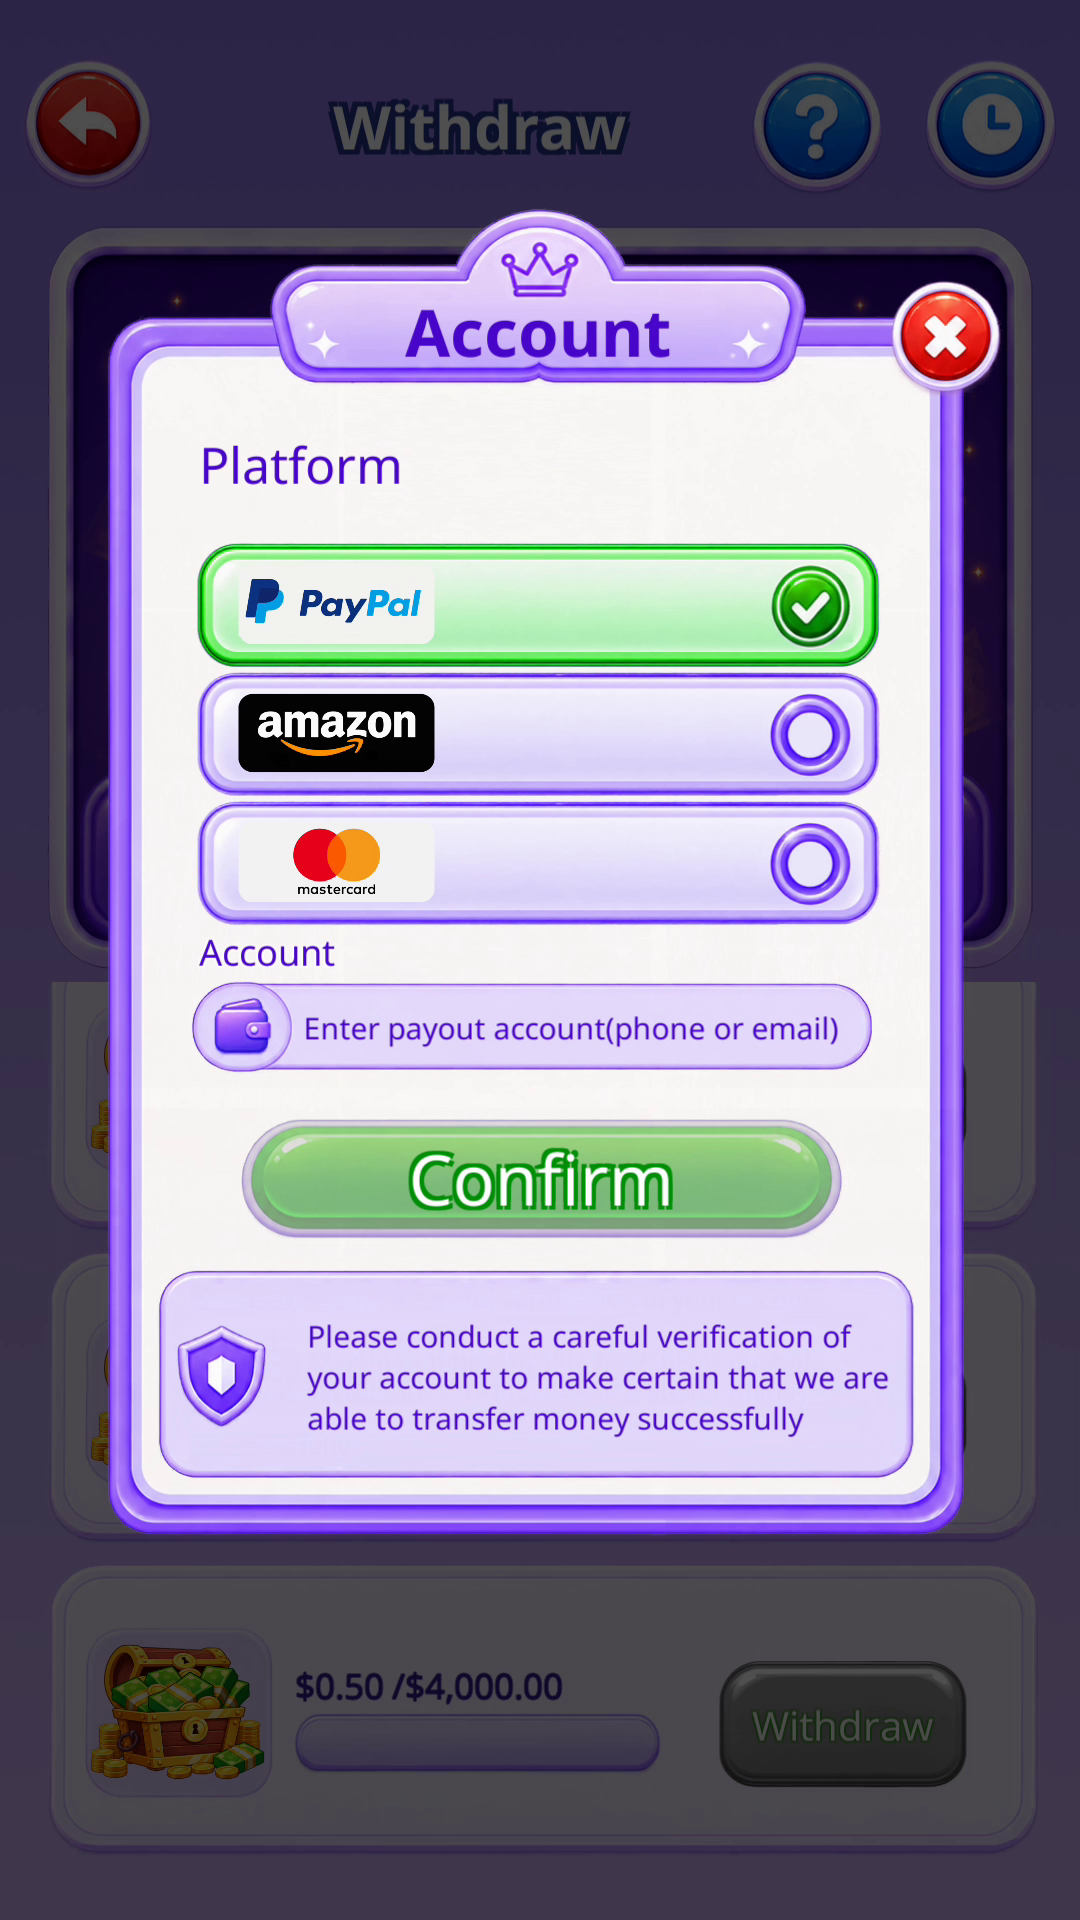 Withdraw
Account
Platform
PayPal
amazon
mastercard
Account
Enter payout account(phone or email)
Confirm
Please conduct a careful verification of
your account to make certain that we are
able to transfer money successfully
$0.50 /$4,000.00
Withdraw